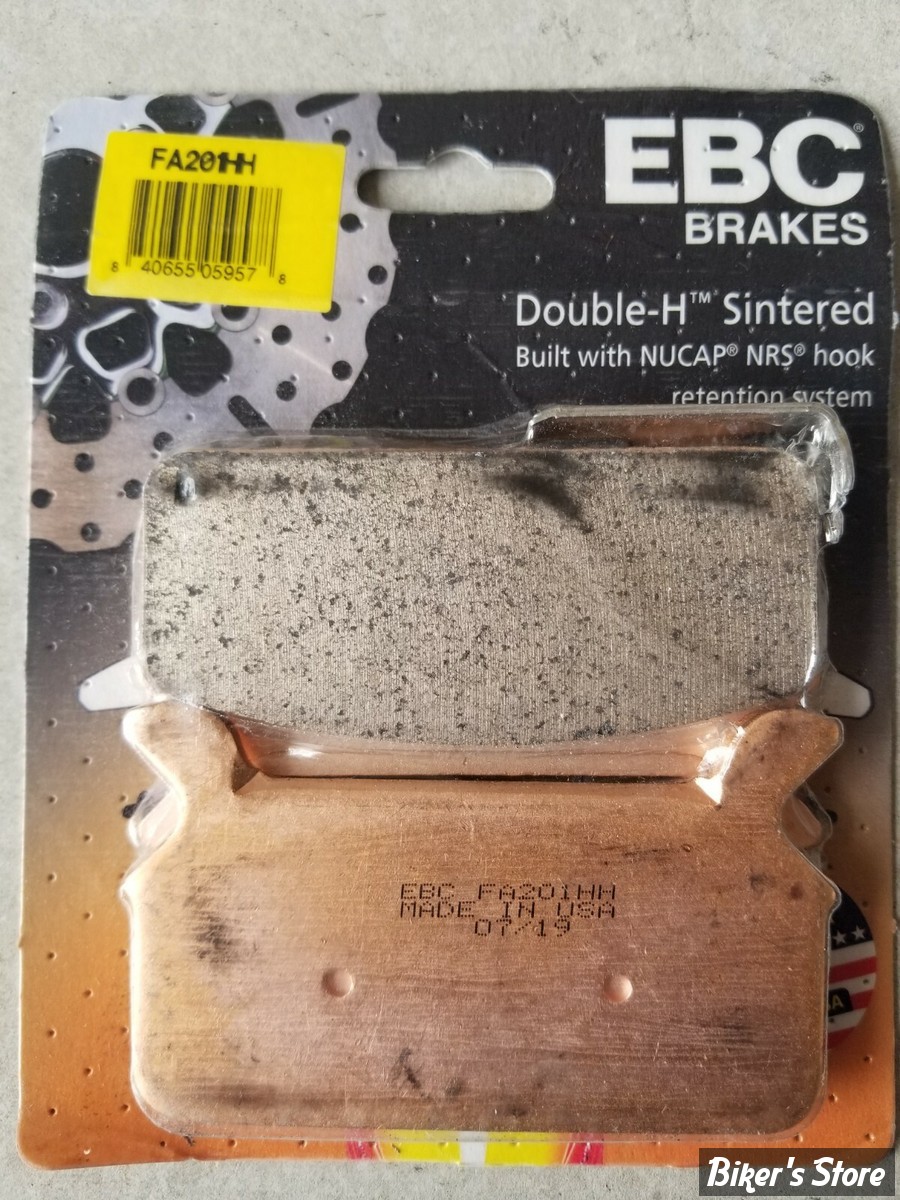 FA201HH
8 40655 05957 8
EBC®
BRAKES
Double-H™ Sintered
Built with NUCAP® NRS® hook
retention system
EBC FA201HH
MADE IN USA
07/19
Biker's Store